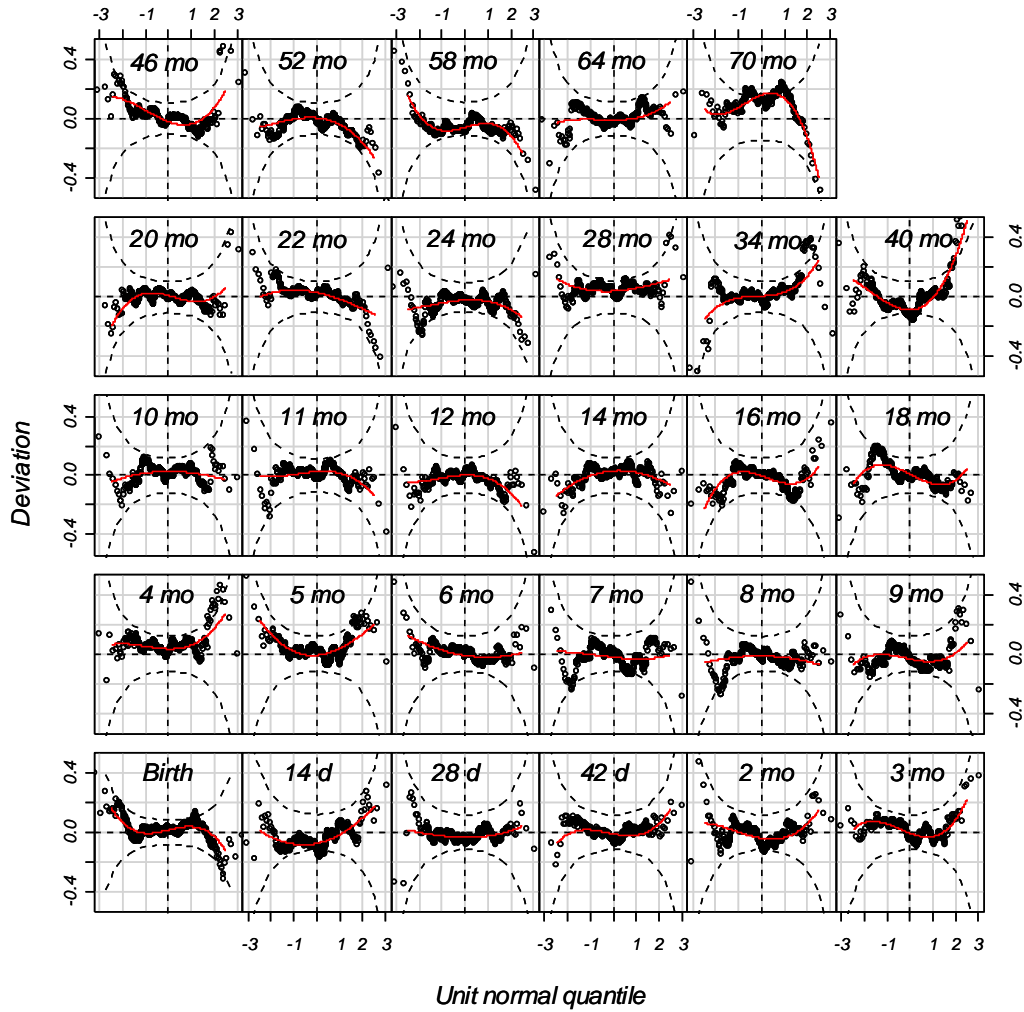 -3 -1 1 2 3 -3 -1 1 2 3 -3 -1 1 2 3
46 mo 52 mo 58 mo 64 mo 70 mo
0.4
0.0
-0.4
20 mo 22 mo 24 mo 28 mo 34 mo 40 mo
0.4
0.0
-0.4
10 mo 11 mo 12 mo 14 mo 16 mo 18 mo
0.4
0.0
-0.4
Deviation
4 mo 5 mo 6 mo 7 mo 8 mo 9 mo
0.4
0.0
-0.4
Birth 14 d 28 d 42 d 2 mo 3 mo
0.4
0.0
-0.4
-3 -1 1 2 3 -3 -1 1 2 3 -3 -1 1 2 3
Unit normal quantile